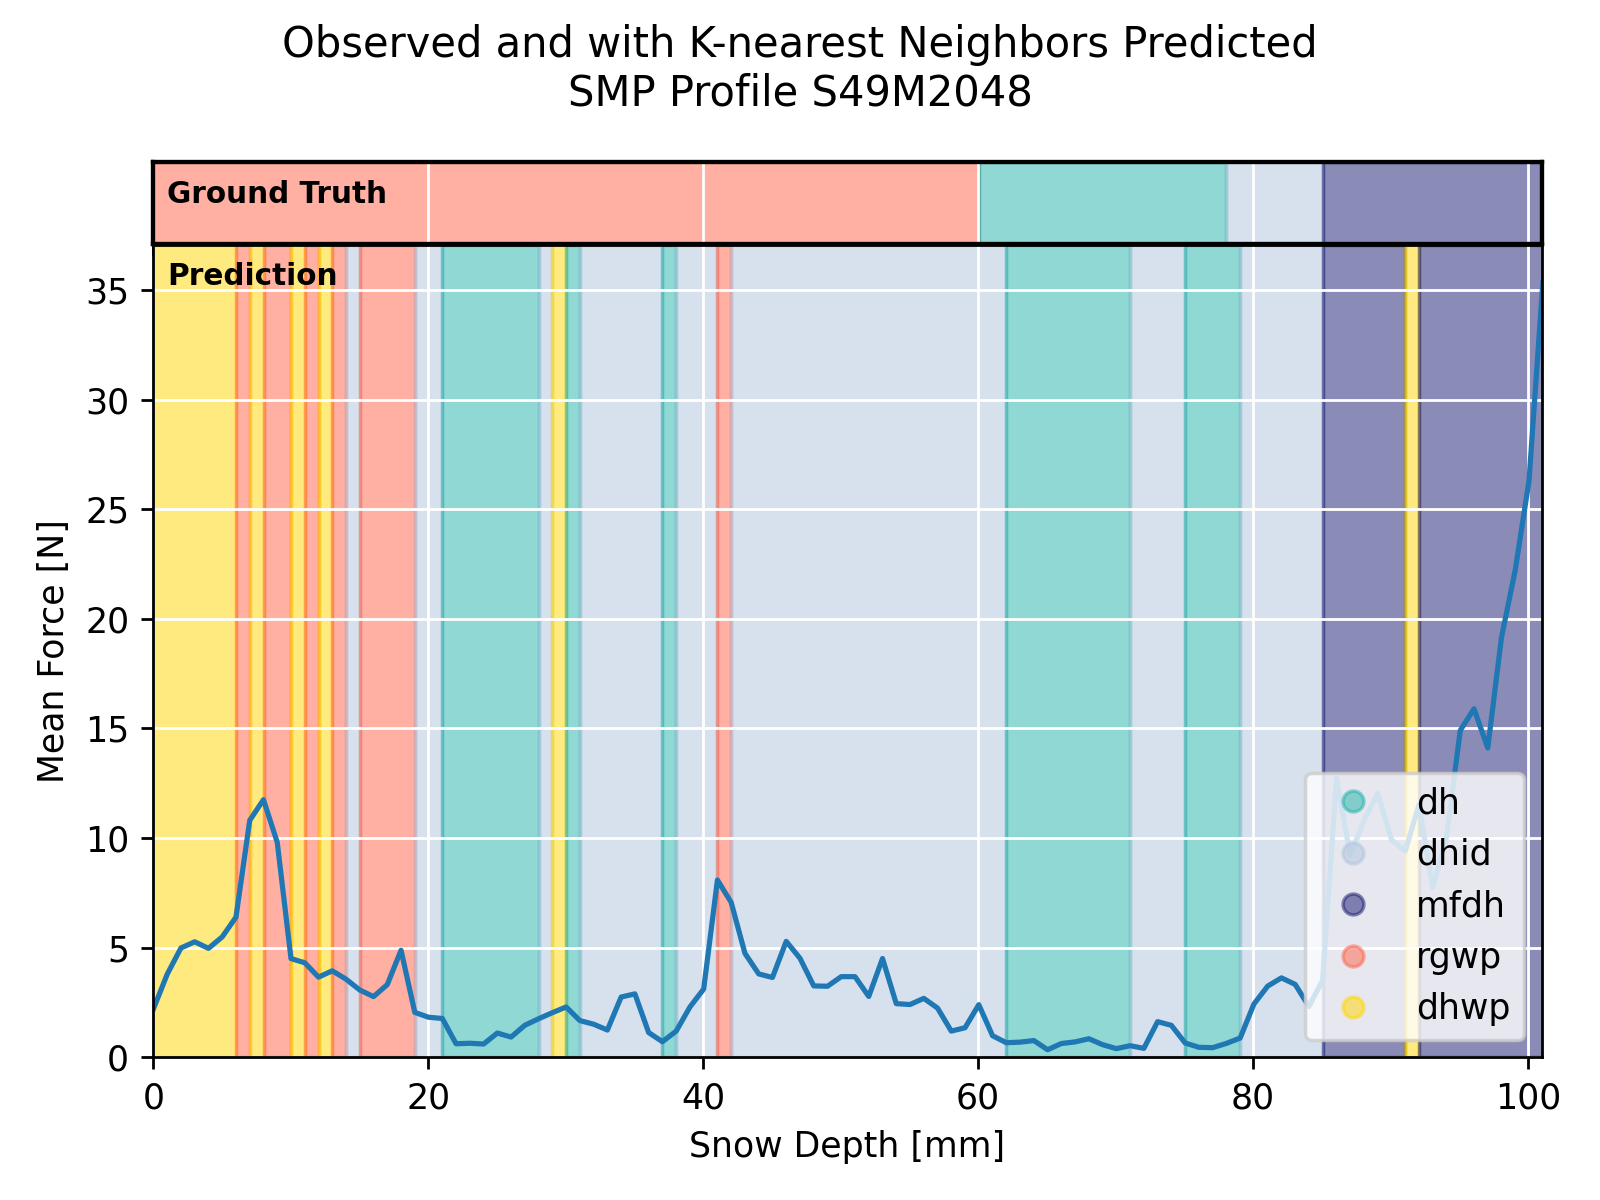 Observed and with K-nearest Neighbors Predicted
SMP Profile S49M2048
Ground Truth
Prediction
35
30
25
20
15
10
5
0
Mean Force [N]
dh
dhid
mfdh
rgwp
dhwp
0 20 40 60 80 100
Snow Depth [mm]